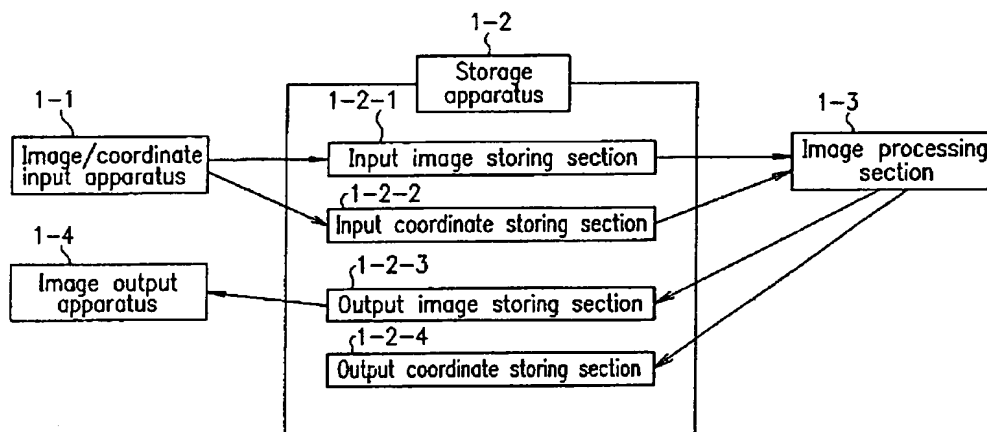 1-2
Storage
apparatus
1-1
Image/coordinate
input apparatus
1-2-1
Input image storing section
1-3
Image processing
section
1-2-2
Input coordinate storing section
1-4
Image output
apparatus
1-2-3
Output image storing section
1-2-4
Output coordinate storing section